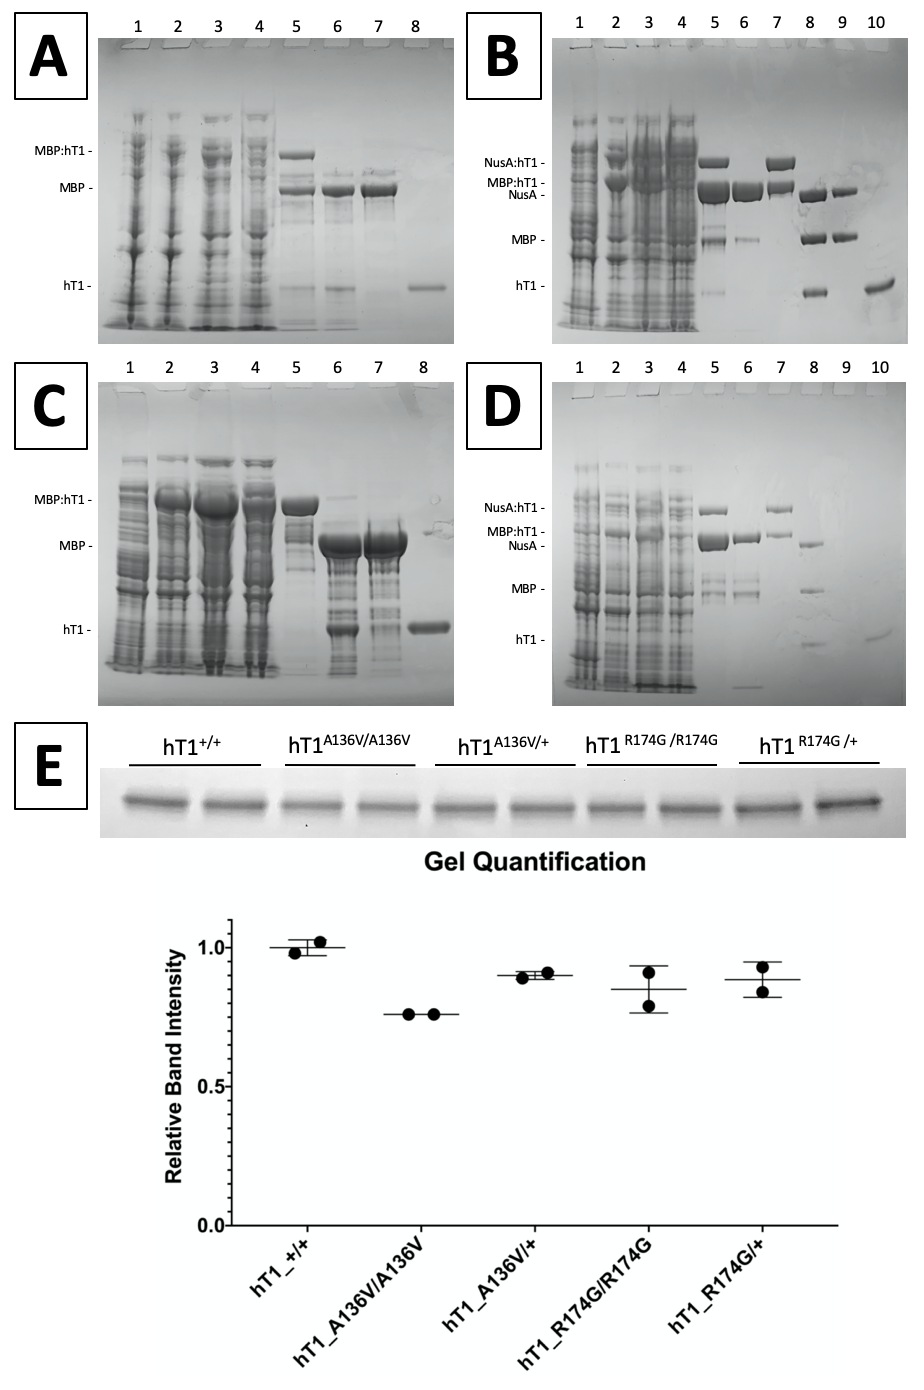 A
1 2 3 4 5 6 7 8
MBP:hT1 -
MBP -
hT1 -
B
1 2 3 4 5 6 7 8 9 10
NusA:hT1 -
MBP:hT1 -
NusA -
MBP -
hT1 -
C
1 2 3 4 5 6 7 8
MBP:hT1 -
MBP -
hT1 -
D
1 2 3 4 5 6 7 8 9 10
NusA:hT1 -
MBP:hT1 -
NusA -
MBP -
hT1 -
E
hT1+/+ hT1A136V/A136V hT1A136V/+ hT1 R174G /R174G hT1 R174G /+
Gel Quantification
Relative Band Intensity
1.0
0.5
0.0
hT1_+/+
hT1_A136V/A136V
hT1_A136V/+
hT1_R174G/R174G
hT1_R174G/+